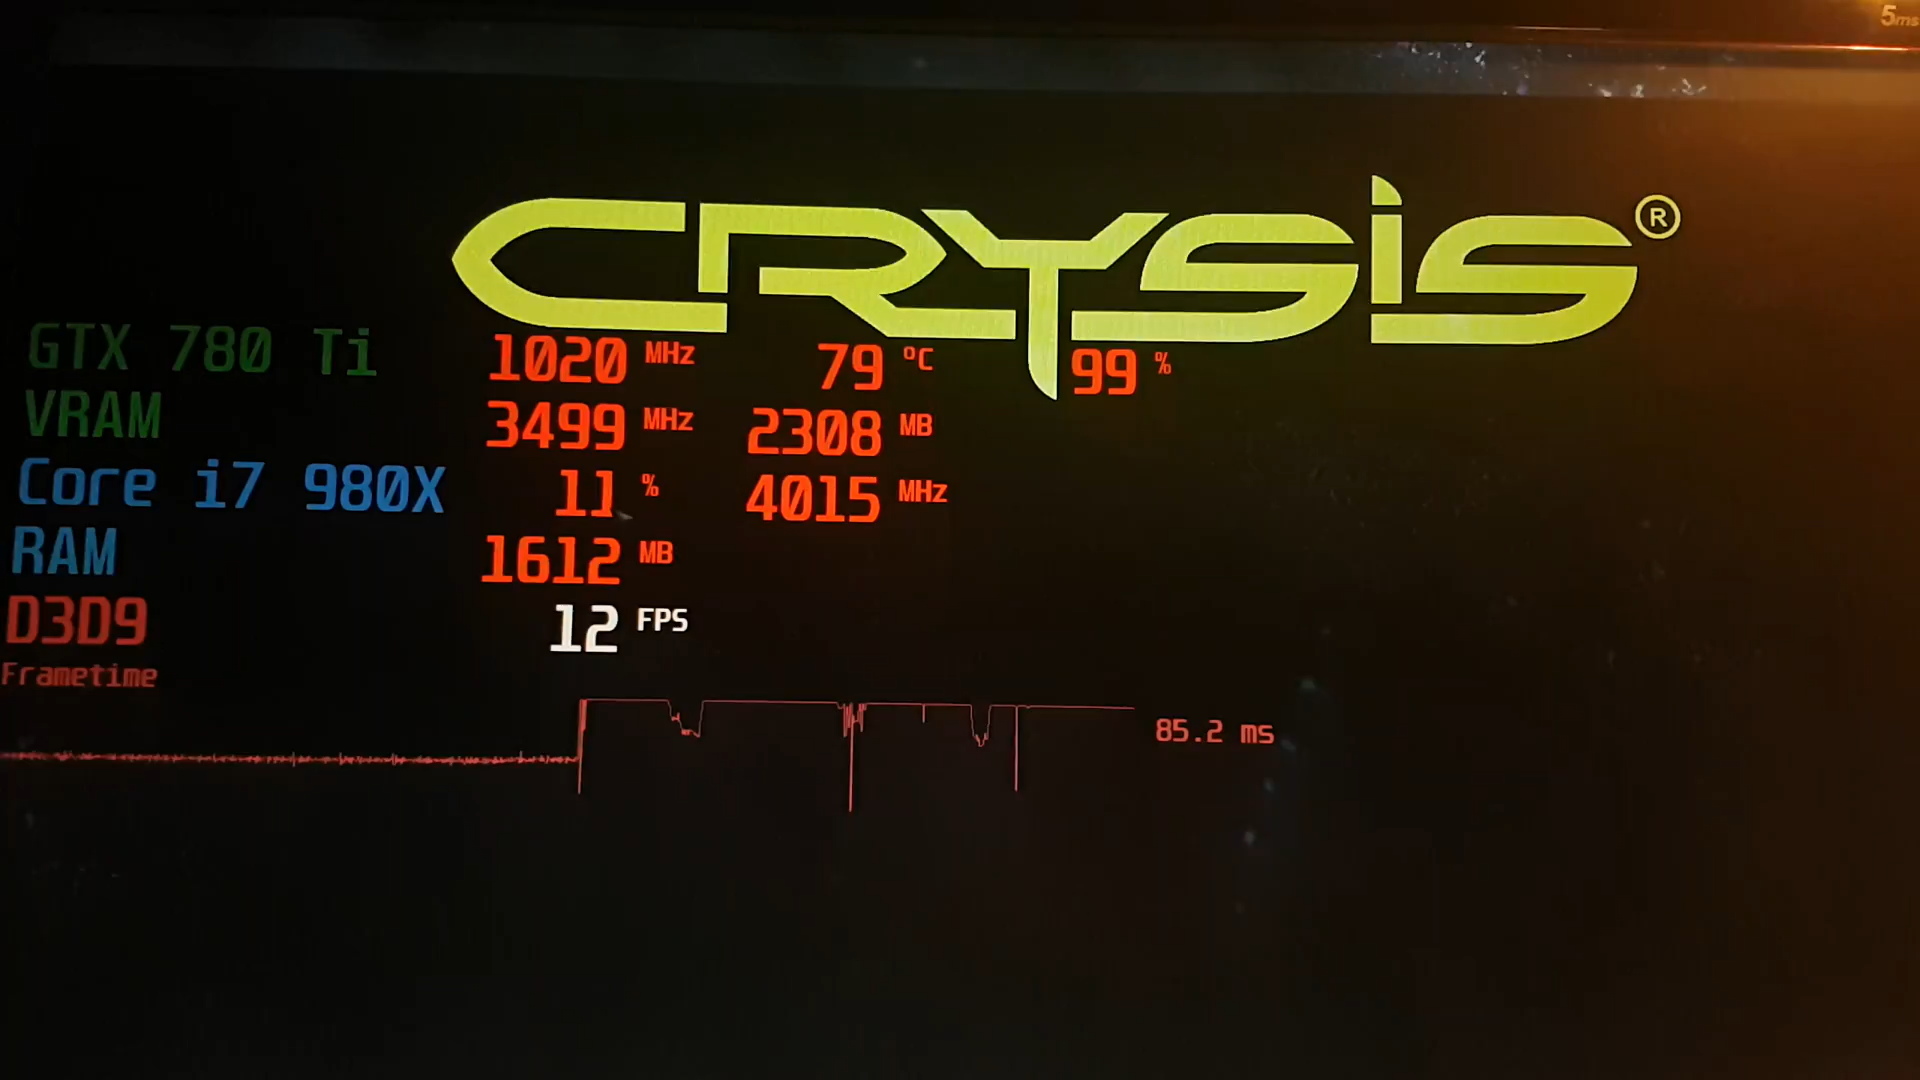 5ms
CRYSIS®
GTX 780 Ti 1020 MHz 79 °C 99 %
VRAM 3499 MHz 2308 MB
Core i7 980X 11 % 4015 MHz
RAM 1612 MB
D3D9 12 FPS
Frametime
85.2 ms